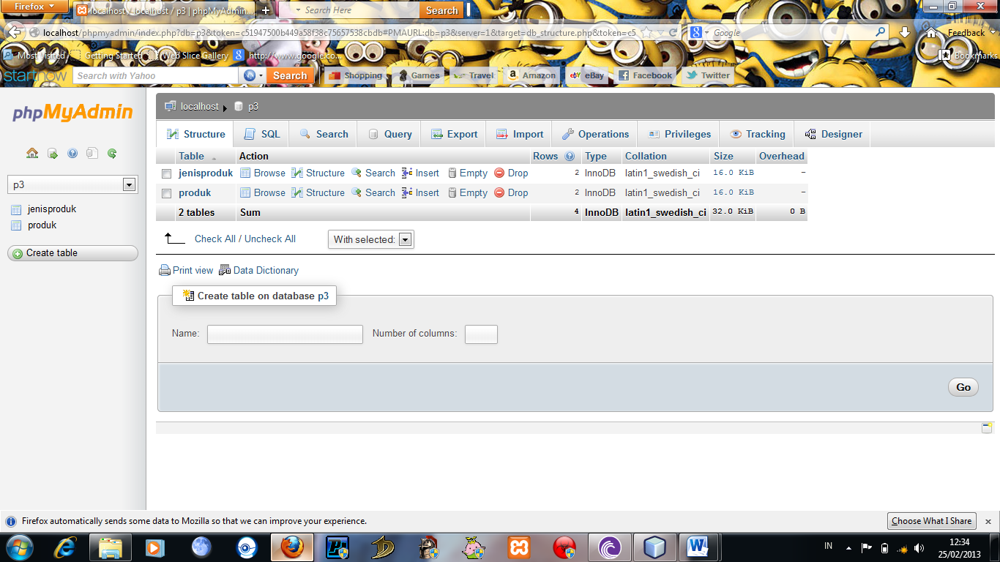 Firefox
localhost / localhost / p3 | phpMyAdmin...
Search Here
Search
localhost/phpmyadmin/index.php?db=p3&token=c51947500b449a58f38c75657538cbdb#PMAURL:db=p3&server=1&target=db_structure.php&token=c5
Google
Feedback
Most Visited Getting Started Web Slice Gallery http://www.google.co...
Bookmarks
startnow Search with Yahoo Search Shopping Games Travel Amazon eBay Facebook Twitter
phpMyAdmin
p3
jenisproduk
produk
Create table
localhost p3
Structure SQL Search Query Export Import Operations Privileges Tracking Designer
Table Action Rows Type Collation Size Overhead
jenisproduk Browse Structure Search Insert Empty Drop 2 InnoDB latin1_swedish_ci 16.0 KiB -
produk Browse Structure Search Insert Empty Drop 2 InnoDB latin1_swedish_ci 16.0 KiB -
2 tables Sum 4 InnoDB latin1_swedish_ci 32.0 KiB 0 B
Check All / Uncheck All With selected:
Print view Data Dictionary
Create table on database p3
Name: Number of columns:
Go
Firefox automatically sends some data to Mozilla so that we can improve your experience.
Choose What I Share
IN
12:34
25/02/2013